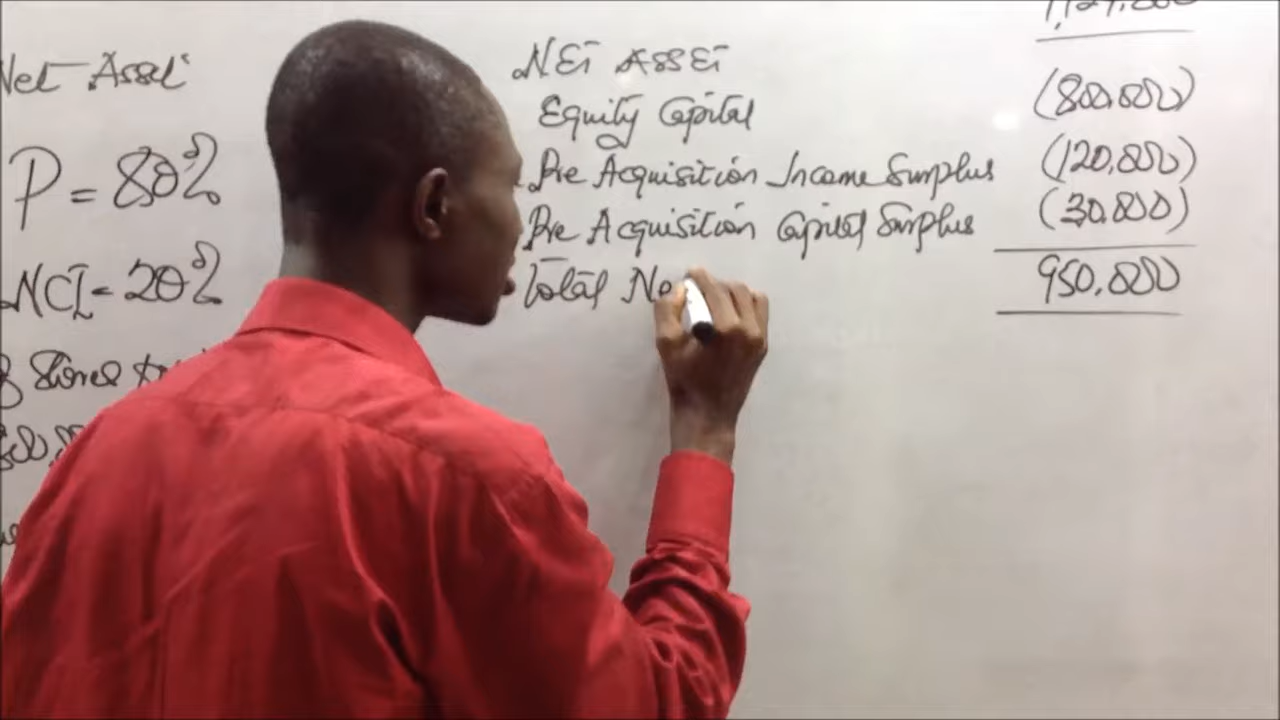 Net Asset
P = 80%
NCI = 20%
Shares
NET ASSET
Equity Capital (800,000)
Pre Acquisition Income Surplus (120,000)
Pre Acquisition Capital Surplus (30,000)
Total Ne 950,000